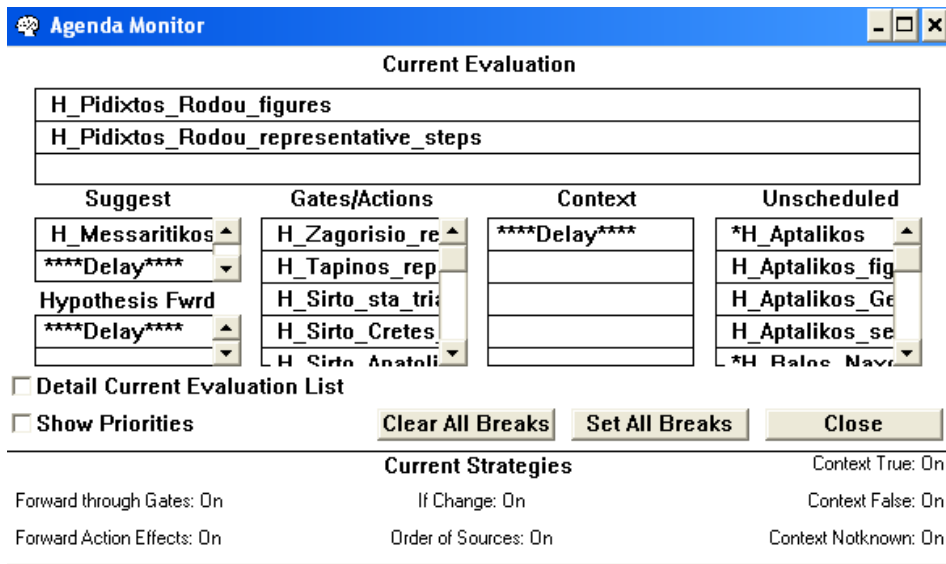 Agenda Monitor
Current Evaluation
H_Pidixtos_Rodou_figures
H_Pidixtos_Rodou_representative_steps
Suggest
H_Messaritikos
****Delay****
Hypothesis Fwrd
****Delay****
Gates/Actions
H_Zagorisio_re
H_Tapinos_rep
H_Sirto_sta_tria
H_Sirto_Cretes
H_Sirto_Anatoli
Context
****Delay****
Unscheduled
*H_Aptalikos
H_Aptalikos_fig
H_Aptalikos_Ge
H_Aptalikos_se
*H_Balos_Naxo
Detail Current Evaluation List
Show Priorities
Clear All Breaks
Set All Breaks
Close
Current Strategies
Context True: On
Forward through Gates: On
If Change: On
Context False: On
Forward Action Effects: On
Order of Sources: On
Context Notknown: On